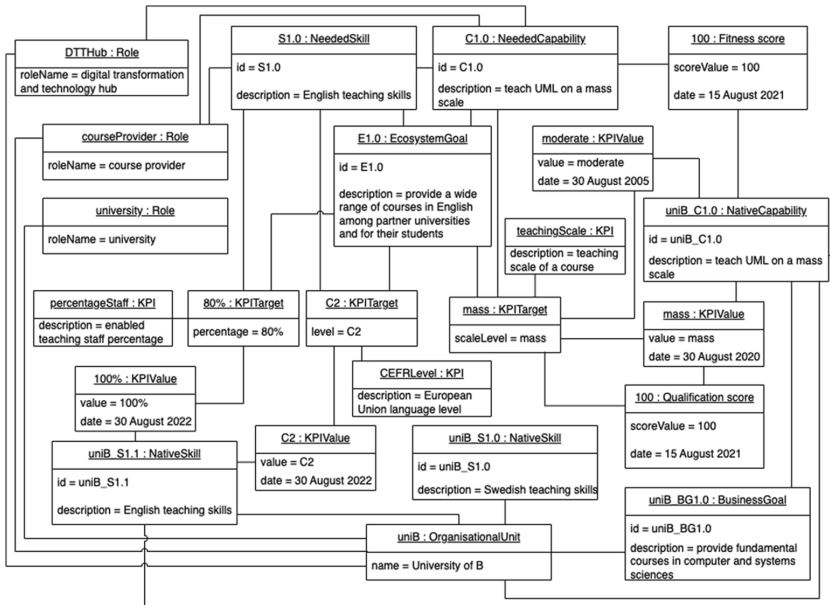 DTTHub : Role
roleName = digital transformation
and technology hub
S1.0 : NeededSkill
id = S1.0
description = English teaching skills
C1.0 : NeededCapability
id = C1.0
description = teach UML on a mass
scale
100 : Fitness score
scoreValue = 100
date = 15 August 2021
courseProvider : Role
roleName = course provider
E1.0 : EcosystemGoal
id = E1.0
description = provide a wide
range of courses in English
among partner universities
and for their students
moderate : KPIValue
value = moderate
date = 30 August 2005
university : Role
roleName = university
teachingScale : KPI
description = teaching
scale of a course
uniB_C1.0 : NativeCapability
id = uniB_C1.0
description = teach UML on a mass
scale
percentageStaff : KPI
description = enabled
teaching staff percentage
80% : KPITarget
percentage = 80%
C2 : KPITarget
level = C2
mass : KPITarget
scaleLevel = mass
mass : KPIValue
value = mass
date = 30 August 2020
100% : KPIValue
value = 100%
date = 30 August 2022
CEFRLevel : KPI
description = European
Union language level
100 : Qualification score
scoreValue = 100
date = 15 August 2021
uniB_S1.1 : NativeSkill
id = uniB_S1.1
description = English teaching skills
C2 : KPIValue
value = C2
date = 30 August 2022
uniB_S1.0 : NativeSkill
id = uniB_S1.0
description = Swedish teaching skills
uniB_BG1.0 : BusinessGoal
id = uniB_BG1.0
description = provide fundamental
courses in computer and systems
sciences
uniB : OrganisationalUnit
name = University of B